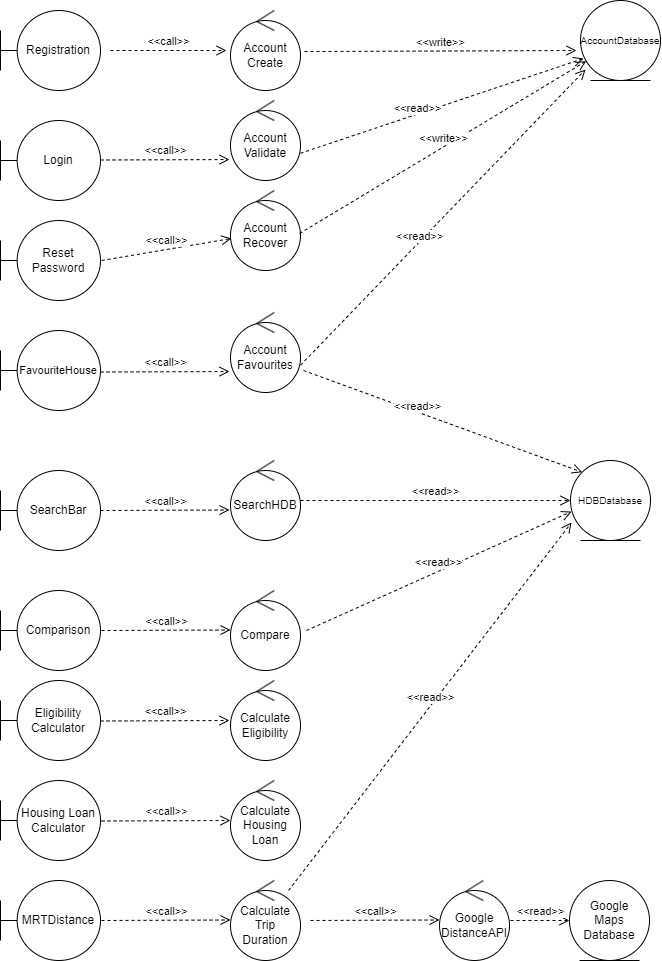 Registration
<<call>>
Account
Create
<<write>>
AccountDatabase
Login
<<call>>
Account
Validate
<<read>>
<<write>>
Reset
Password
<<call>>
Account
Recover
<<read>>
FavouriteHouse
<<call>>
Account
Favourites
<<read>>
SearchBar
<<call>>
SearchHDB
<<read>>
HDBDatabase
Comparison
<<call>>
Compare
<<read>>
Eligibility
Calculator
<<call>>
Calculate
Eligibility
<<read>>
Housing Loan
Calculator
<<call>>
Calculate
Housing
Loan
MRTDistance
<<call>>
Calculate
Trip
Duration
<<call>>
Google
DistanceAPI
<<read>>
Google
Maps
Database